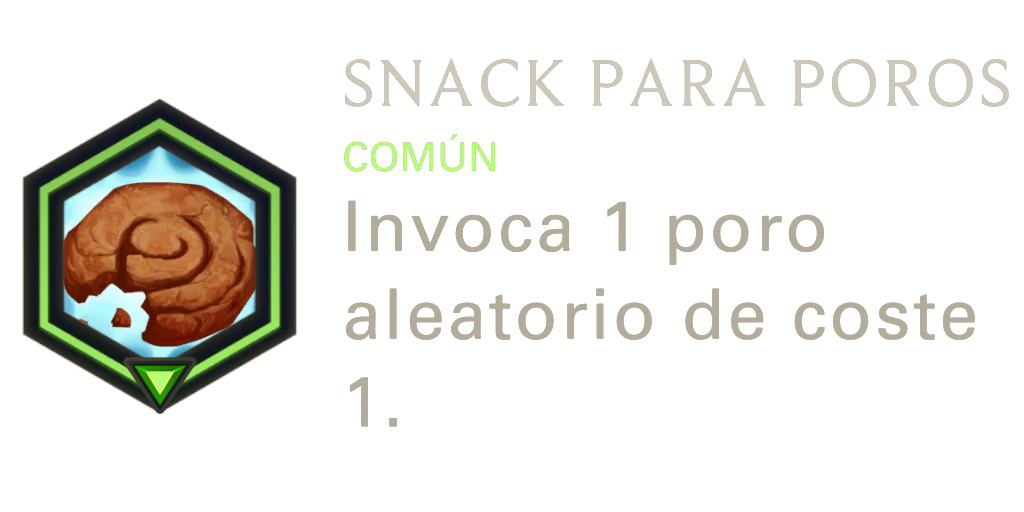 SNACK PARA POROS
COMÚN
Invoca 1 poro
aleatorio de coste
1.